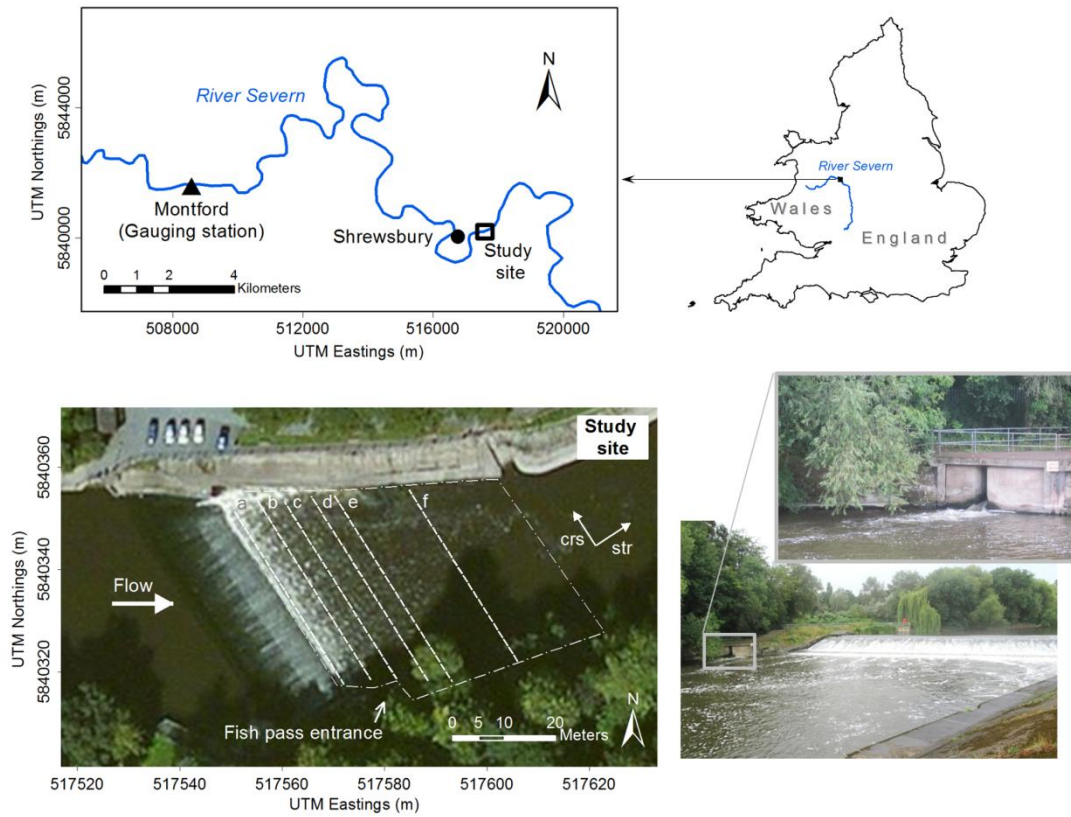 N
River Severn
UTM Northings (m)
5844000
5840000
Montford
(Gauging station)
Shrewsbury
Study
site
0 1 2 4
Kilometers
508000 512000 516000 520000
UTM Eastings (m)
River Severn
Wales
England
Study
site
UTM Northings (m)
5840360
5840340
5840320
a b c d e f
crs str
Flow
Fish pass entrance
0 5 10 20
Meters
N
517520 517540 517560 517580 517600 517620
UTM Eastings (m)